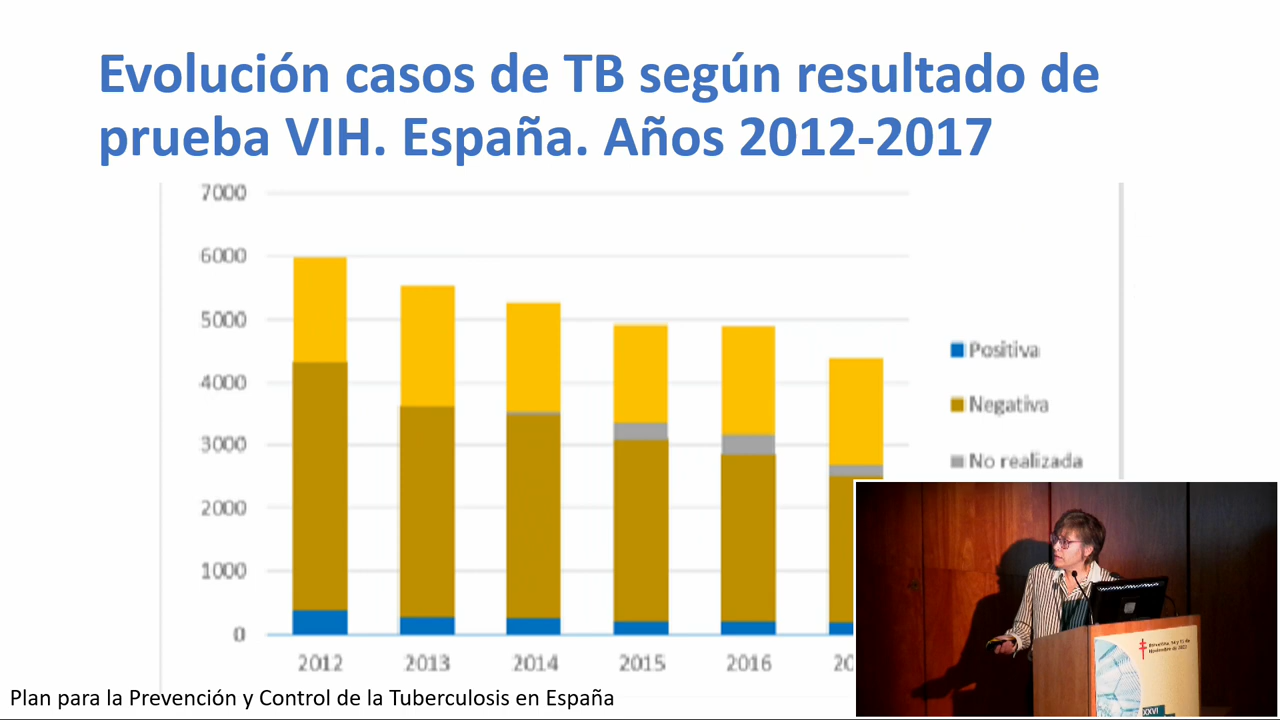 Evolución casos de TB según resultado de
prueba VIH. España. Años 2012-2017
7000
6000
5000
4000
3000
2000
1000
0
2012
2013
2014
2015
2016
20
Positiva
Negativa
No realizada
Plan para la Prevención y Control de la Tuberculosis en España
XXVI